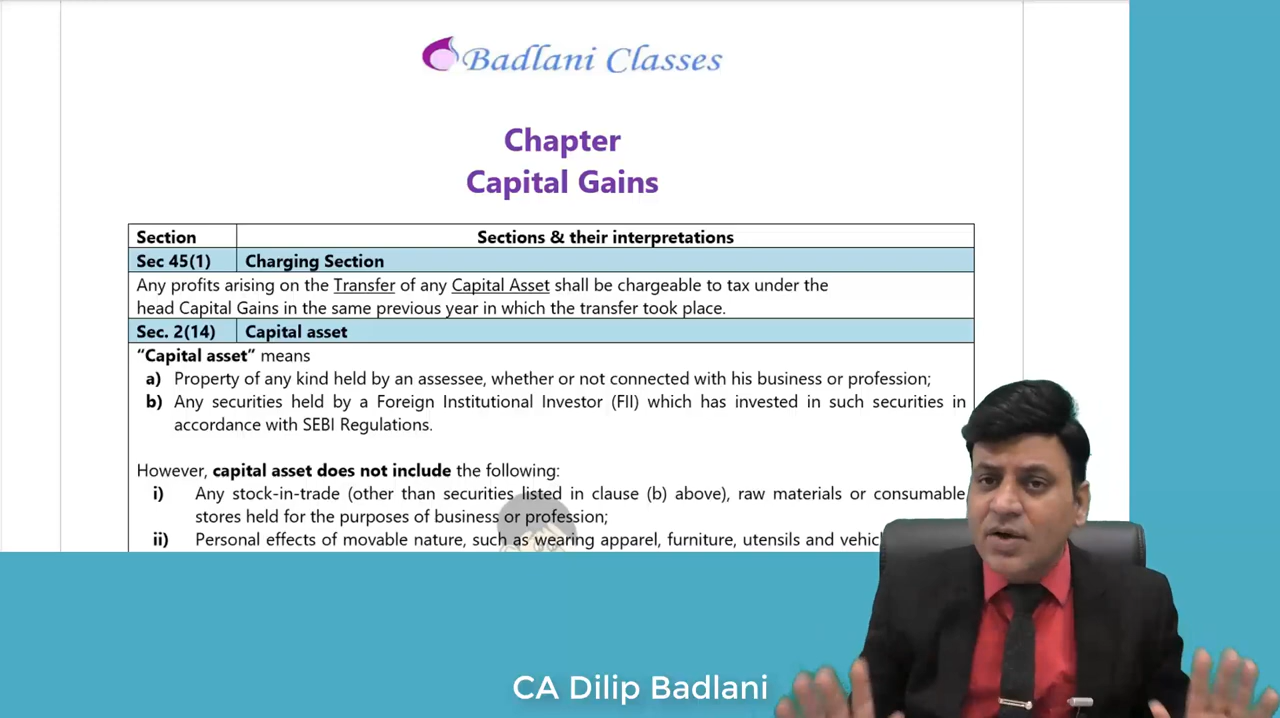 Badlani Classes
Chapter
Capital Gains
Section Sections & their interpretations
Sec 45(1) Charging Section
Any profits arising on the Transfer of any Capital Asset shall be chargeable to tax under the
head Capital Gains in the same previous year in which the transfer took place.
Sec. 2(14) Capital asset
“Capital asset” means
a) Property of any kind held by an assessee, whether or not connected with his business or profession;
b) Any securities held by a Foreign Institutional Investor (FII) which has invested in such securities in
accordance with SEBI Regulations.
However, capital asset does not include the following:
i) Any stock-in-trade (other than securities listed in clause (b) above), raw materials or consumable
stores held for the purposes of business or profession;
ii) Personal effects of movable nature, such as wearing apparel, furniture, utensils and
CA Dilip Badlani